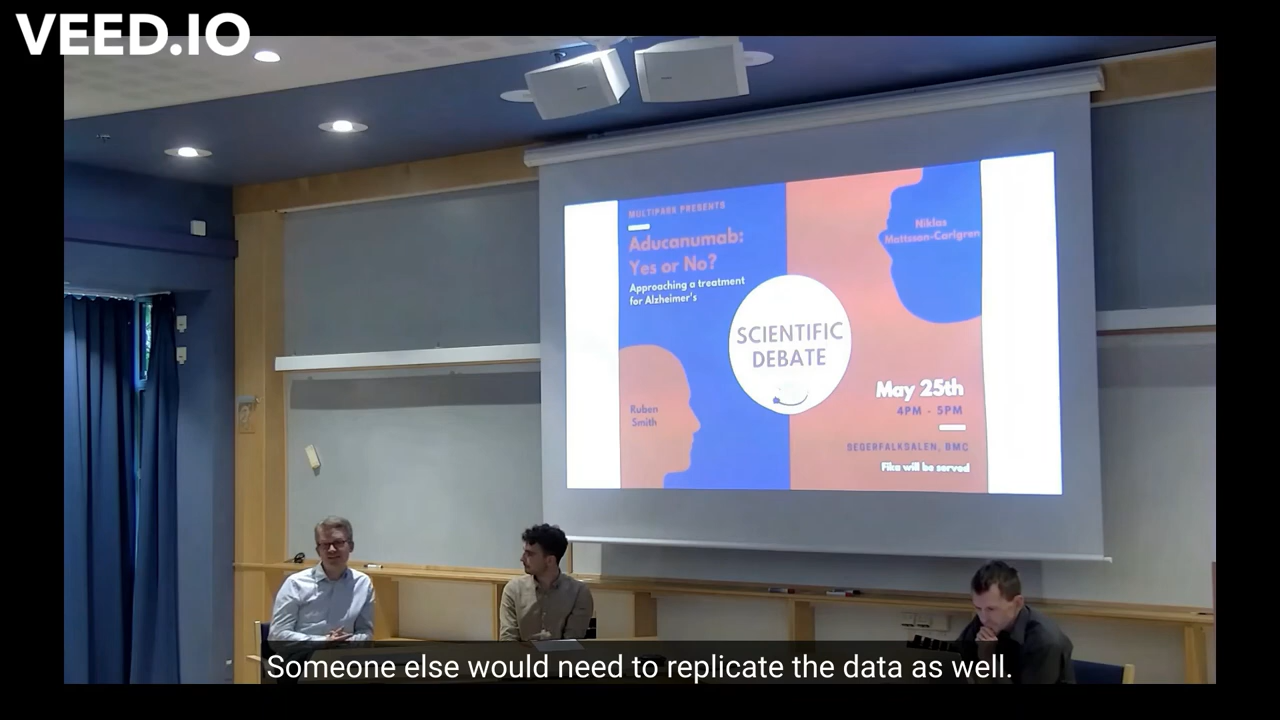 VEED.IO
MULTIPARK PRESENTS
Aducanumab:
Yes or No?
Approaching a treatment
for Alzheimer's
Niklas
Mattsson-Carlgren
SCIENTIFIC
DEBATE
Ruben
Smith
May 25th
4PM - 5PM
SEGERFALKSALEN, BMC
Fika will be served
Someone else would need to replicate the data as well.